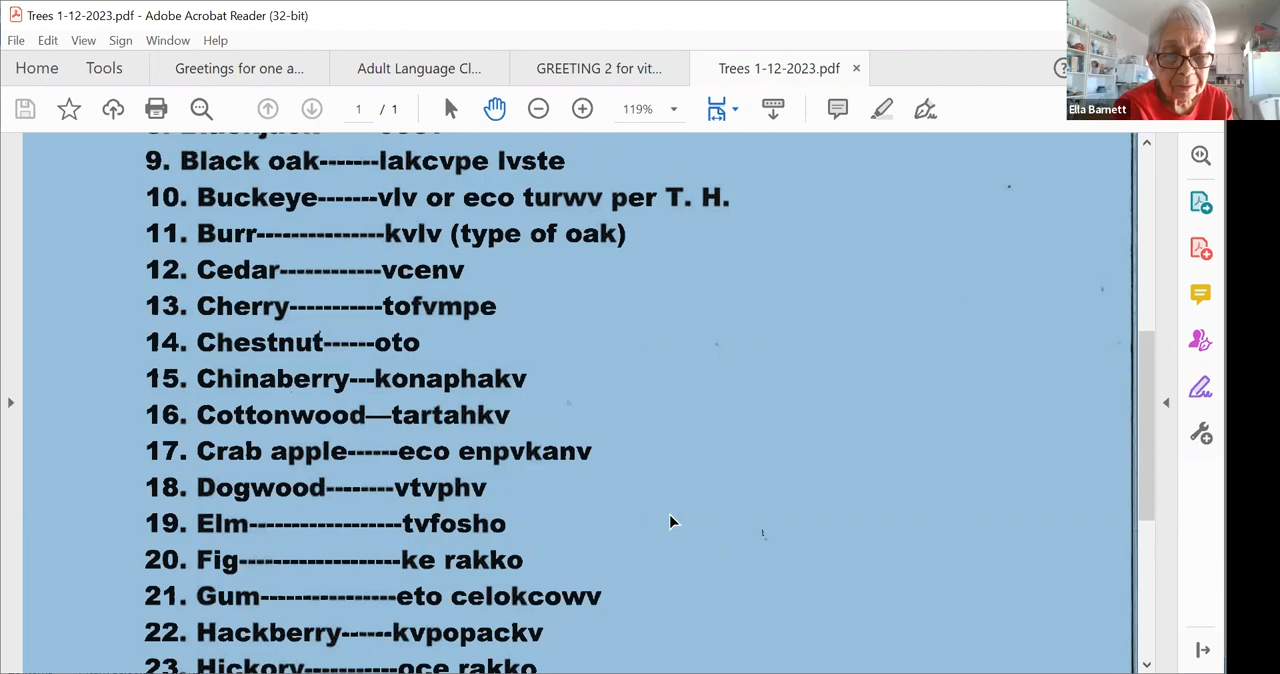 Trees 1-12-2023.pdf - Adobe Acrobat Reader (32-bit)
File Edit View Sign Window Help
Home Tools Greetings for one a... Adult Language Cl... GREETING 2 for vit... Trees 1-12-2023.pdf ×
1 / 1 119%
Ella Barnett
9. Black oak-------lakcvpe lvste
10. Buckeye-------vlv or eco turwv per T. H.
11. Burr---------------kvlv (type of oak)
12. Cedar------------vcenv
13. Cherry-----------tofvmpe
14. Chestnut------oto
15. Chinaberry---konaphakv
16. Cottonwood—tartahkv
17. Crab apple------eco enpvkanv
18. Dogwood--------vtvphv
19. Elm------------------tvfosho
20. Fig-------------------ke rakko
21. Gum----------------eto celokcowv
22. Hackberry------kvpopackv
23. Hickory-----------oce rakko